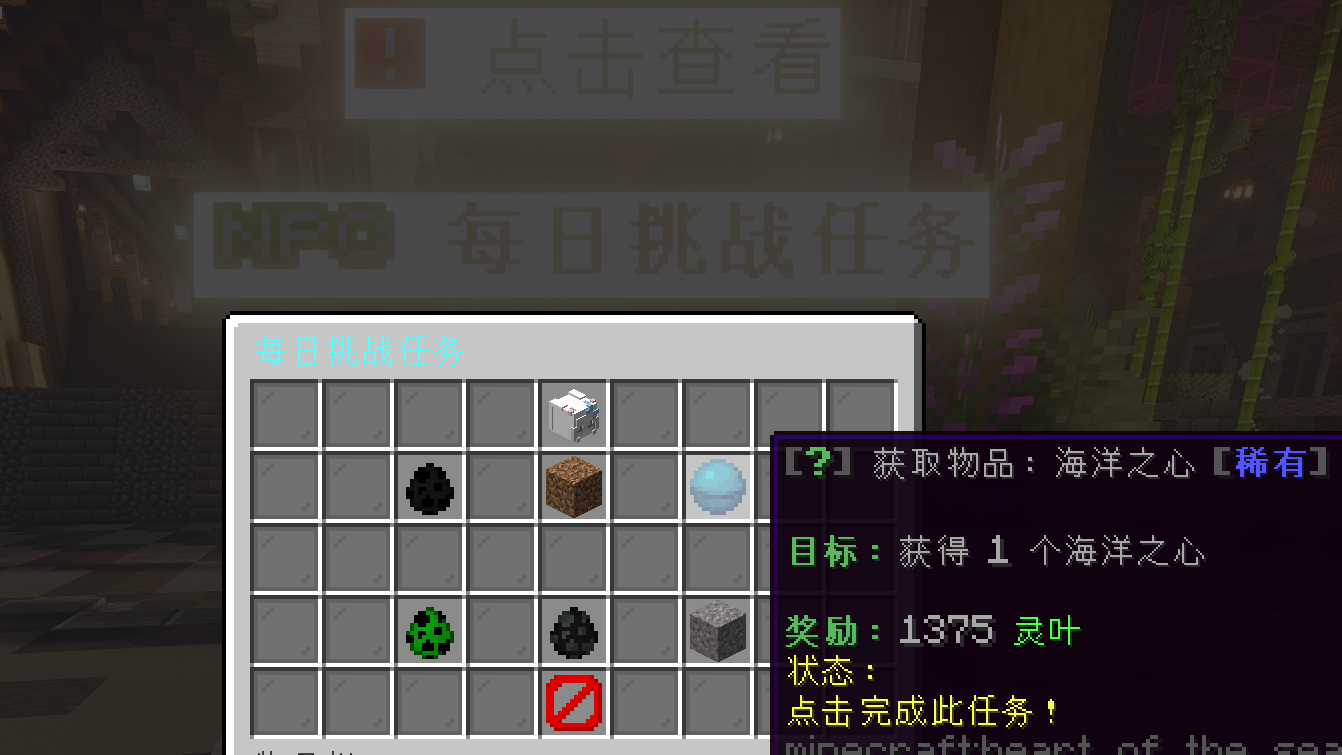 ! 点击查看
NPC 每日挑战任务
每日挑战任务
[?] 获取物品: 海洋之心 [稀有]
目标: 获得 1 个海洋之心
奖励: 1375 灵叶
状态:
点击完成此任务!
minecraft:heart_of_the_sea